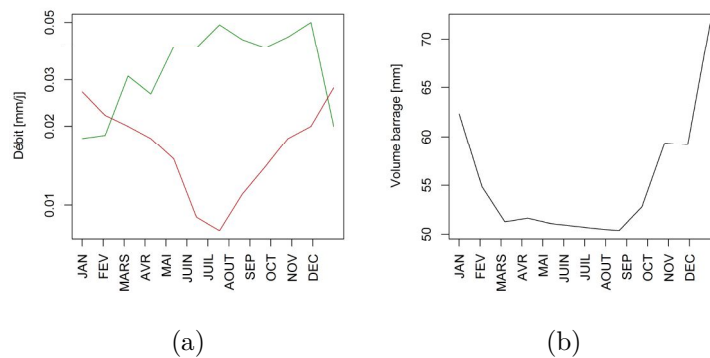 Débit [mm/j]
0.05
0.03
0.02
0.01
JAN FEV MARS AVR MAI JUIN JUIL AOUT SEP OCT NOV DEC
(a)
Volume barrage [mm]
70
65
60
55
50
JAN FEV MARS AVR MAI JUIN JUIL AOUT SEP OCT NOV DEC
(b)